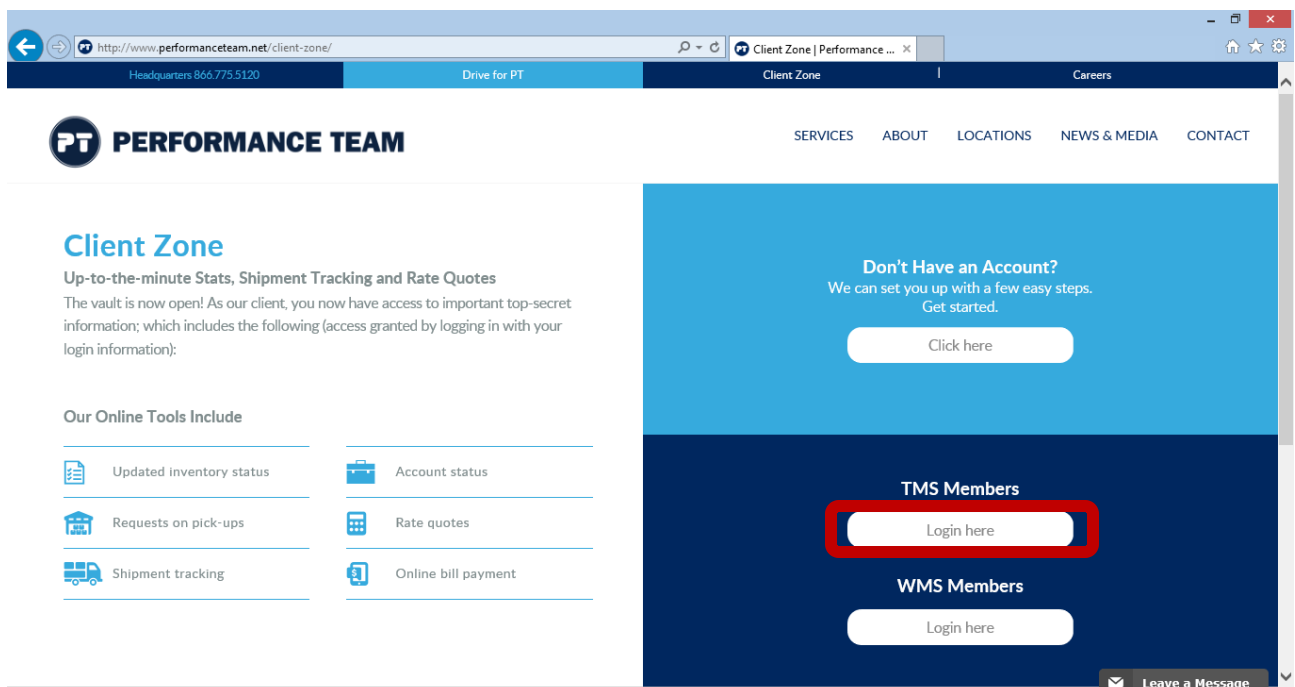 http://www.performanceteam.net/client-zone/
Client Zone | Performance ...
Headquarters 866.775.5120
Drive for PT
Client Zone
|
Careers
PT PERFORMANCE TEAM
SERVICES ABOUT LOCATIONS NEWS & MEDIA CONTACT
Client Zone
Up-to-the-minute Stats, Shipment Tracking and Rate Quotes
The vault is now open! As our client, you now have access to important top-secret
information; which includes the following (access granted by logging in with your
login information):
Our Online Tools Include
Updated inventory status
Account status
Requests on pick-ups
Rate quotes
Shipment tracking
Online bill payment
Don't Have an Account?
We can set you up with a few easy steps.
Get started.
Click here
TMS Members
Login here
WMS Members
Login here
Leave a Message